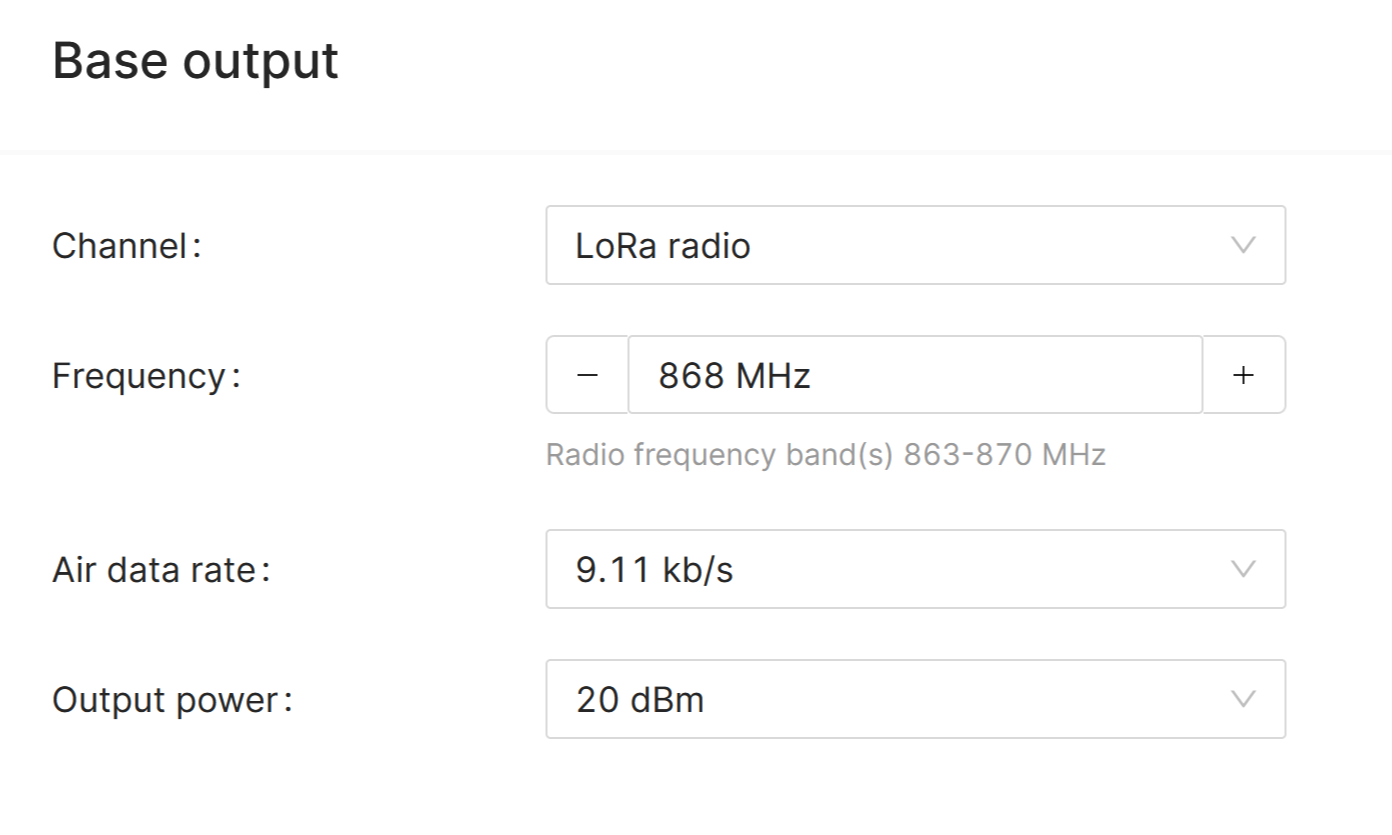 Base output
Channel: LoRa radio
Frequency: − 868 MHz +
Radio frequency band(s) 863-870 MHz
Air data rate: 9.11 kb/s
Output power: 20 dBm